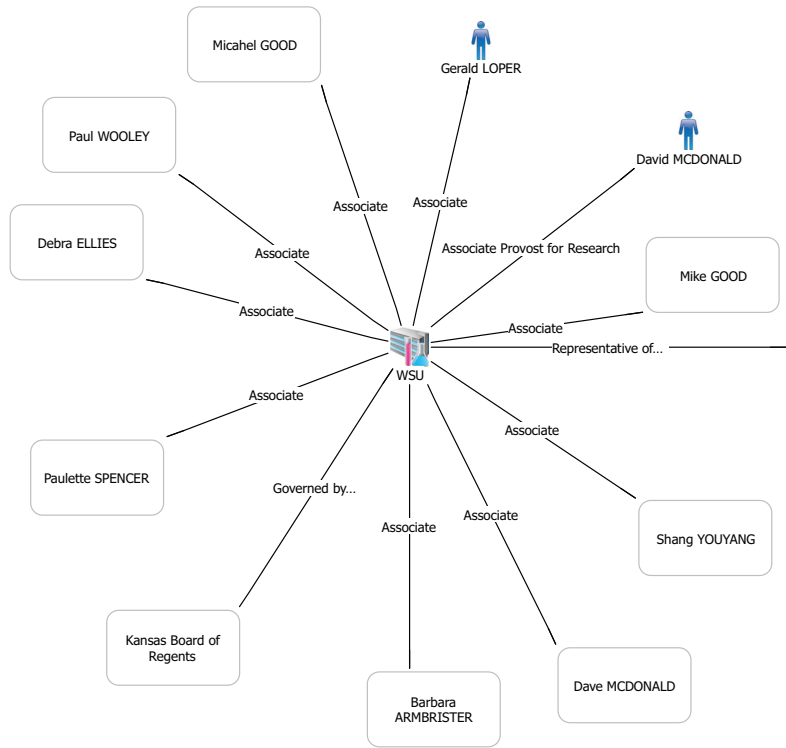 Micahel GOOD
Gerald LOPER
Paul WOOLEY
David MCDONALD
Associate
Associate
Debra ELLIES
Associate
Associate Provost for Research
Mike GOOD
Associate
Associate
Representative of...
WSU
Associate
Associate
Paulette SPENCER
Governed by...
Associate
Associate
Shang YOUYANG
Kansas Board of
Regents
Dave MCDONALD
Barbara
ARMBRISTER